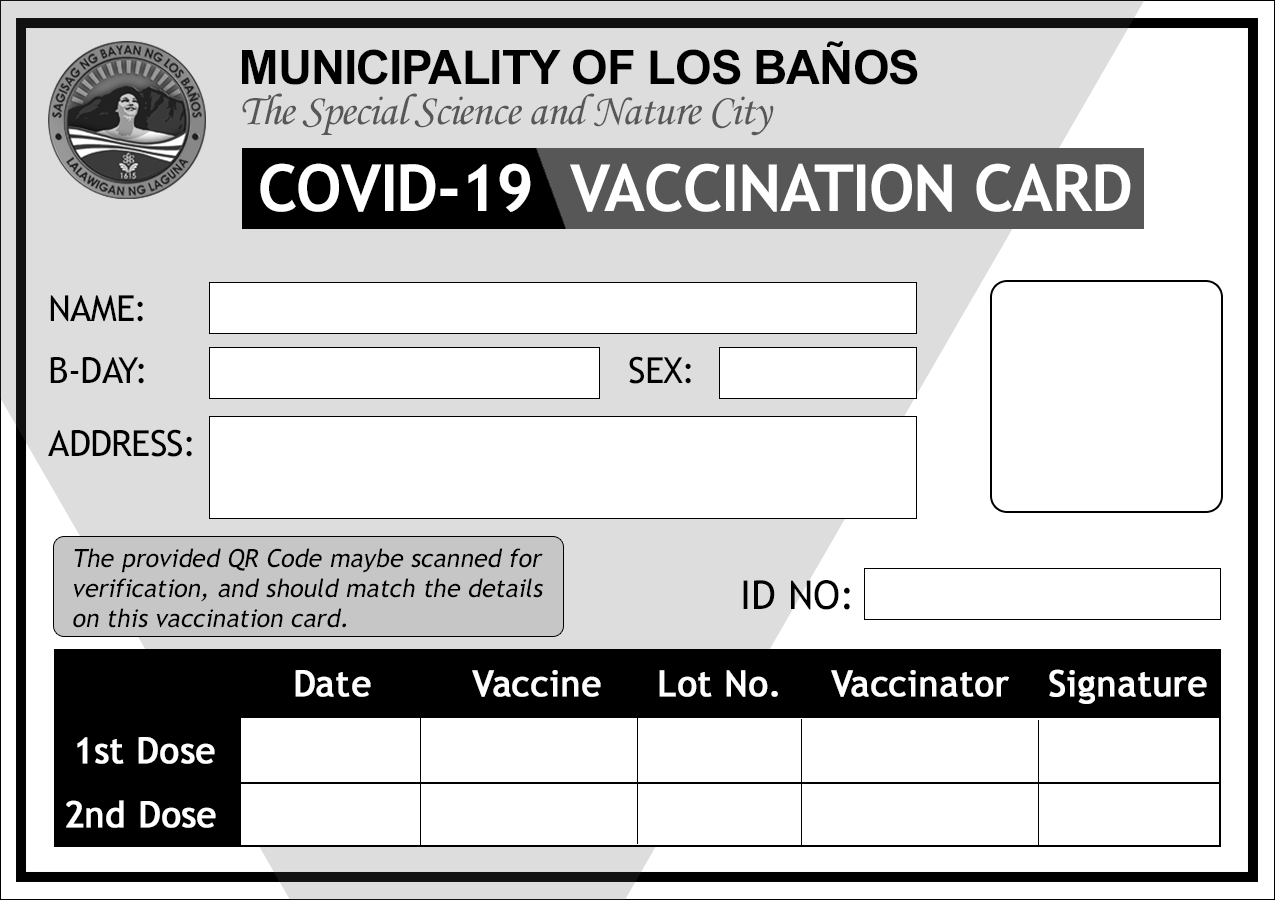 SAGISAG NG BAYAN NG LOS BAÑOS
1615
LALAWIGAN NG LAGUNA
MUNICIPALITY OF LOS BAÑOS
The Special Science and Nature City
COVID-19 VACCINATION CARD
NAME:
B-DAY: SEX:
ADDRESS:
The provided QR Code maybe scanned for
verification, and should match the details
on this vaccination card.
ID NO:
Date Vaccine Lot No. Vaccinator Signature
1st Dose
2nd Dose